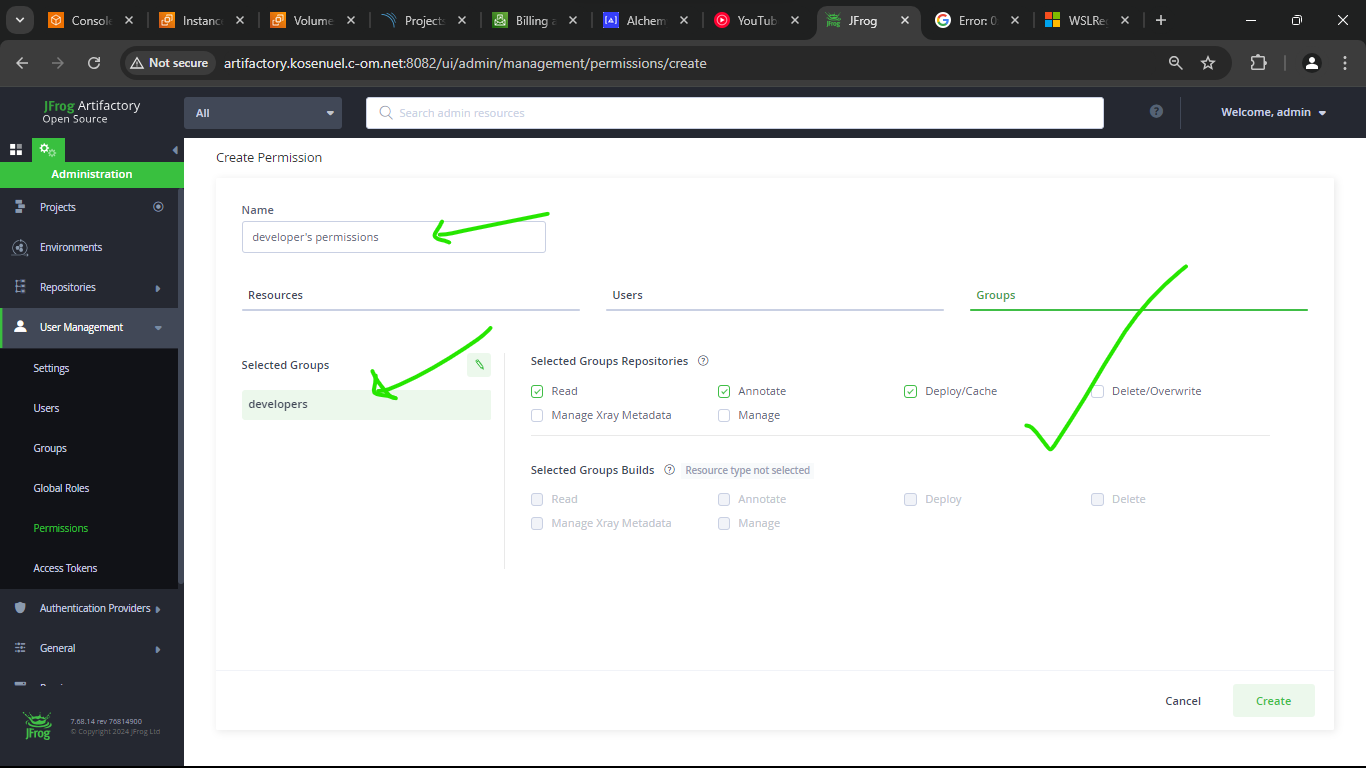 Console
Instanc
Volume
Projects
Billing a
Alchem
YouTub
JFrog
Error: 0
WSLRe
Not secure
artifactory.kosenuel.c-om.net:8082/ui/admin/management/permissions/create
JFrog Artifactory
Open Source
All
Search admin resources
?
Welcome, admin
Administration
Projects
Environments
Repositories
User Management
Settings
Users
Groups
Global Roles
Permissions
Access Tokens
Authentication Providers
General
JFrog
7.68.14 rev 76814900
© Copyright 2024 JFrog Ltd
Create Permission
Name
developer's permissions
Resources
Users
Groups
Selected Groups
developers
Selected Groups Repositories ?
Read
Annotate
Deploy/Cache
Delete/Overwrite
Manage Xray Metadata
Manage
Selected Groups Builds ? Resource type not selected
Read
Annotate
Deploy
Delete
Manage Xray Metadata
Manage
Cancel
Create